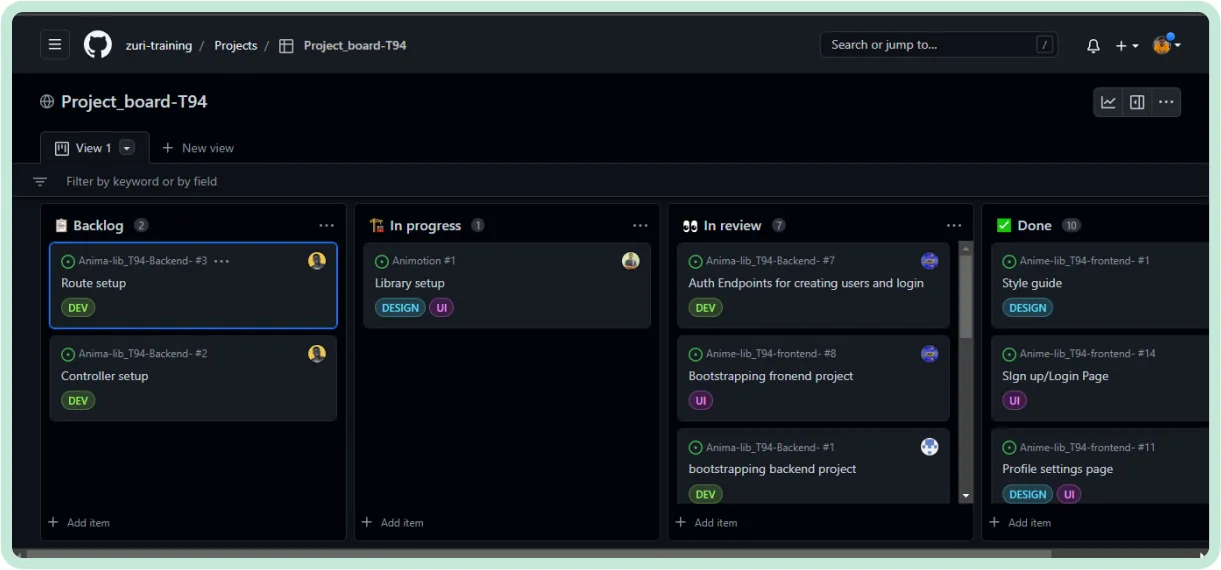 zuri-training / Projects / Project_board-T94
Search or jump to... /
Project_board-T94
View 1
New view
Filter by keyword or by field
Backlog 2
Anima-lib_T94-Backend- #3
Route setup
DEV
Anima-lib_T94-Backend- #2
Controller setup
DEV
Add item
In progress 1
Animotion #1
Library setup
DESIGN UI
Add item
In review 7
Anima-lib_T94-Backend- #7
Auth Endpoints for creating users and login
DEV
Anime-lib_T94-frontend- #8
Bootstrapping fronend project
UI
Anima-lib_T94-Backend- #1
bootstrapping backend project
DEV
Add item
Done 10
Anime-lib_T94-frontend- #1
Style guide
DESIGN
Anime-lib_T94-frontend- #14
SIgn up/Login Page
UI
Anime-lib_T94-frontend- #11
Profile settings page
DESIGN UI
Add item